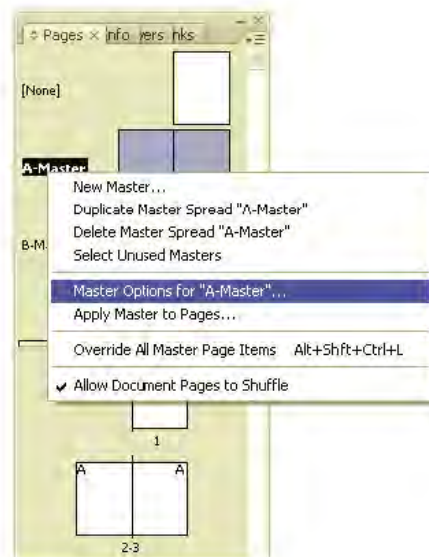 Pages × nfo yers nks
[None]
A-Master
New Master...
Duplicate Master Spread "A-Master"
Delete Master Spread "A-Master"
B-M
Select Unused Masters
Master Options for "A-Master"...
Apply Master to Pages...
Override All Master Page Items Alt+Shft+Ctrl+L
✔ Allow Document Pages to Shuffle
1
A A
2-3